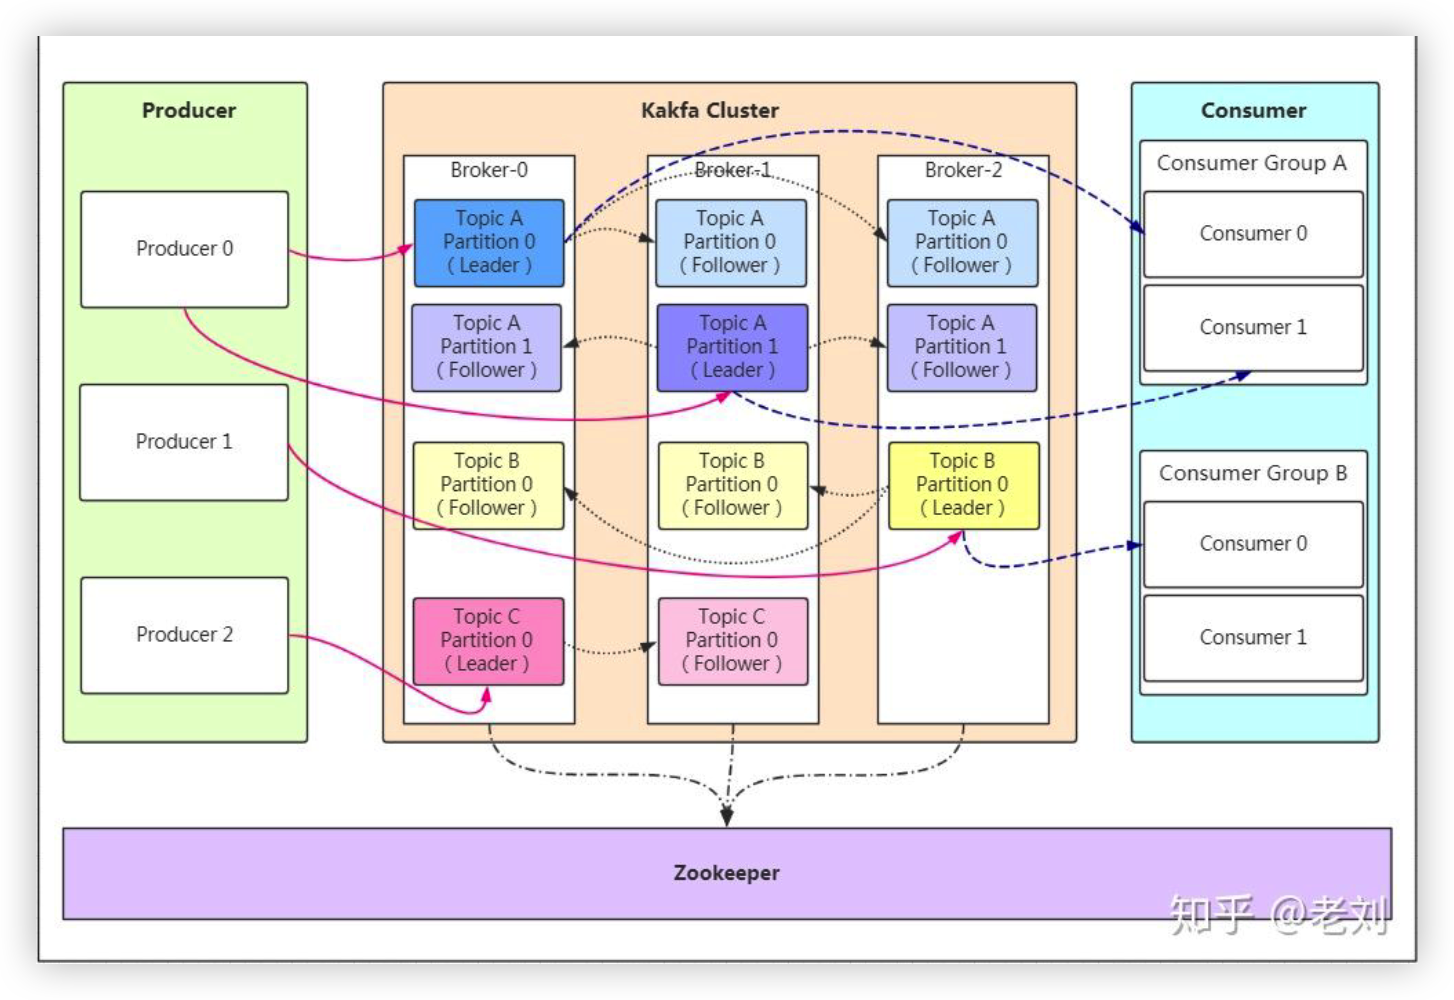 Producer
Producer 0
Producer 1
Producer 2
Kakfa Cluster
Broker-0
Topic A
Partition 0
( Leader )
Topic A
Partition 1
( Follower )
Topic B
Partition 0
( Follower )
Topic C
Partition 0
( Leader )
Broker-1
Topic A
Partition 0
( Follower )
Topic A
Partition 1
( Leader )
Topic B
Partition 0
( Follower )
Topic C
Partition 0
( Follower )
Broker-2
Topic A
Partition 0
( Follower )
Topic A
Partition 1
( Follower )
Topic B
Partition 0
( Leader )
Consumer
Consumer Group A
Consumer 0
Consumer 1
Consumer Group B
Consumer 0
Consumer 1
Zookeeper
知乎 @老刘